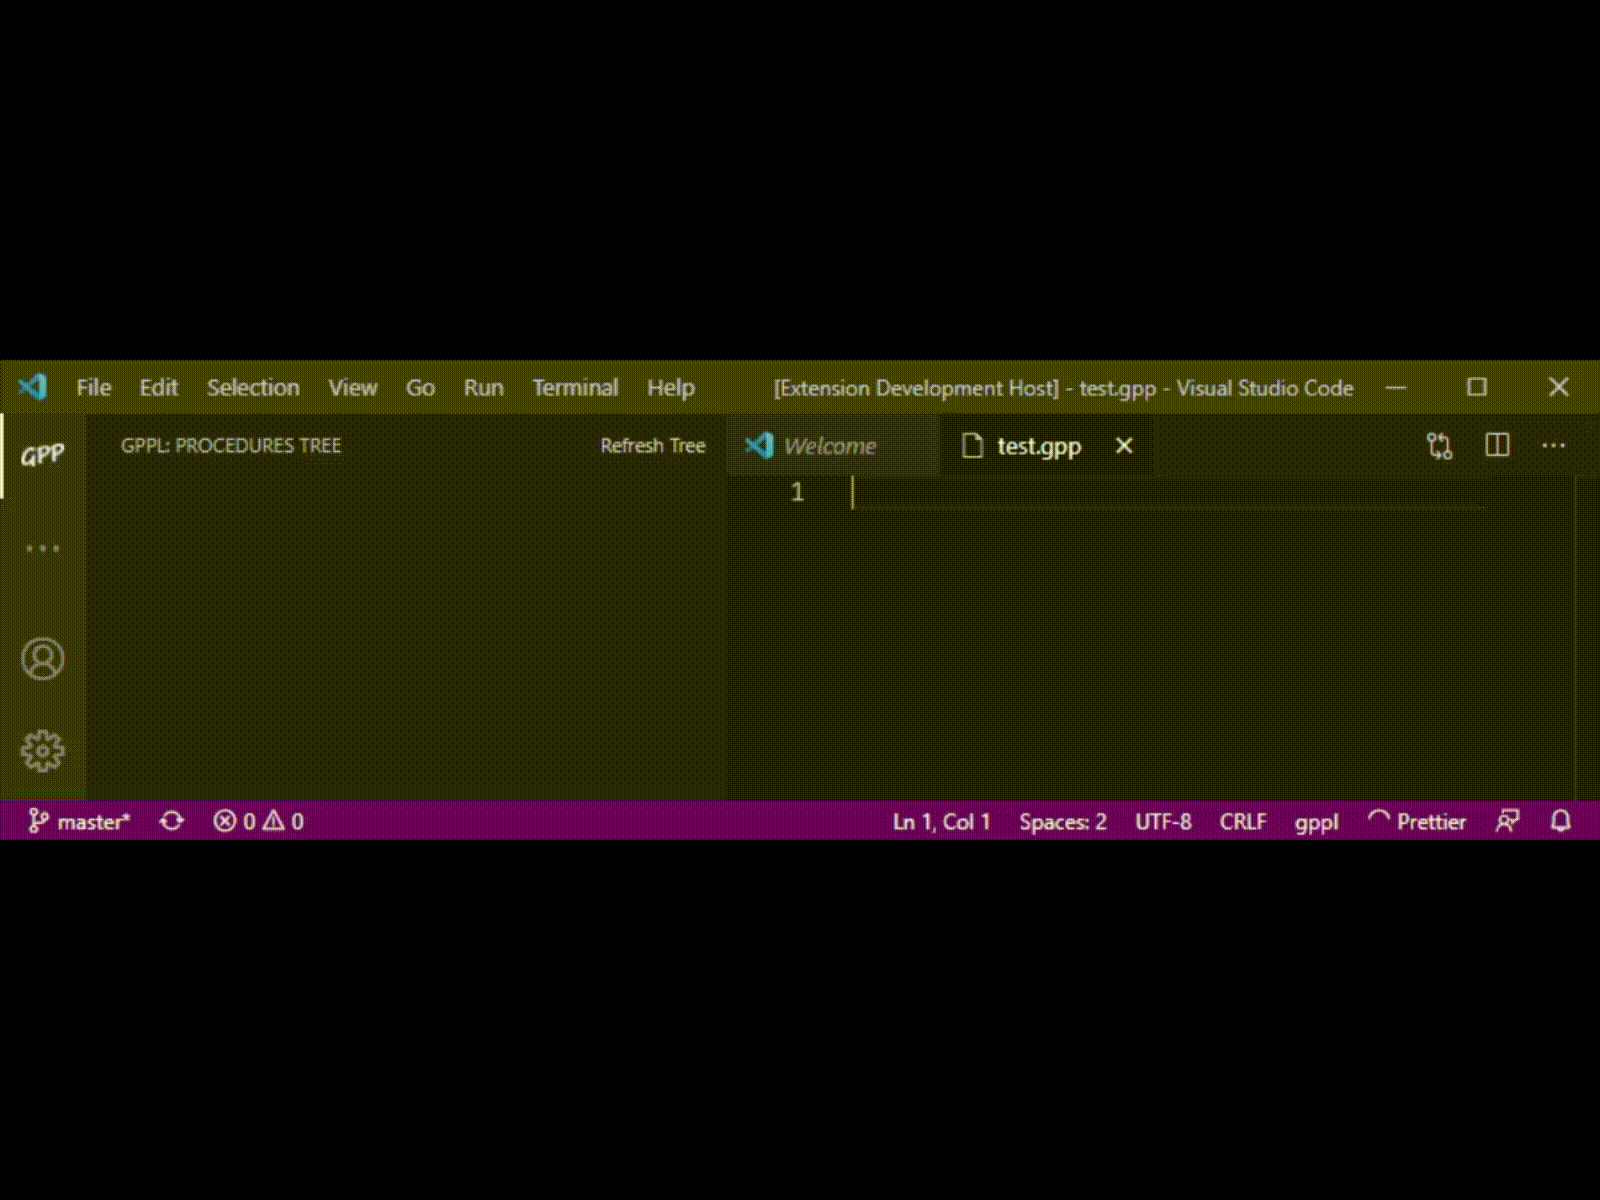 File Edit Selection View Go Run Terminal Help [Extension Development Host] - test.gpp - Visual Studio Code
GPP GPPL: PROCEDURES TREE Refresh Tree Welcome test.gpp
1
master* 0 0 Ln 1, Col 1 Spaces: 2 UTF-8 CRLF gppl Prettier